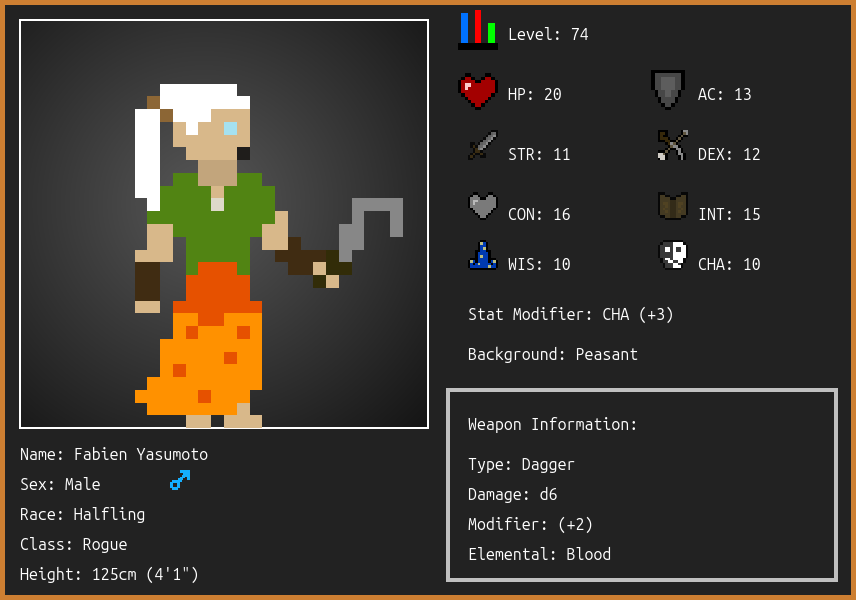 Level: 74
HP: 20
AC: 13
STR: 11
DEX: 12
CON: 16
INT: 15
WIS: 10
CHA: 10
Stat Modifier: CHA (+3)
Background: Peasant
Weapon Information:
Type: Dagger
Damage: d6
Modifier: (+2)
Elemental: Blood
Name: Fabien Yasumoto
Sex: Male
Race: Halfling
Class: Rogue
Height: 125cm (4'1")